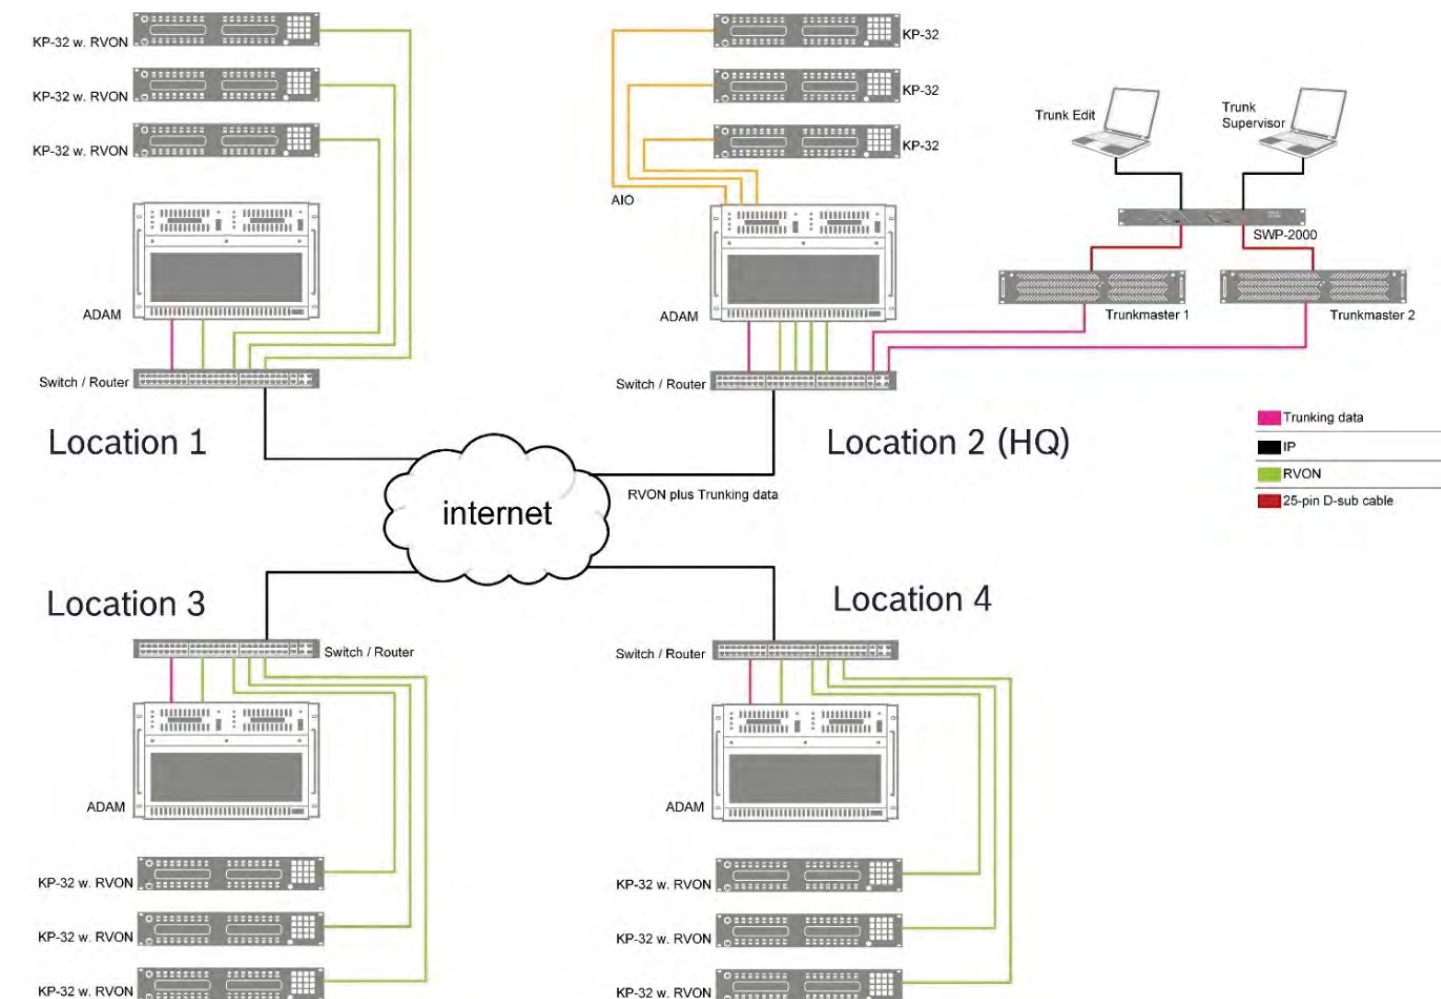 KP-32 w. RVON
KP-32 w. RVON
KP-32 w. RVON
ADAM
Switch / Router
Location 1
KP-32
KP-32
KP-32
AIO
ADAM
Switch / Router
Location 2 (HQ)
Trunk Edit
Trunk
Supervisor
SWP-2000
Trunkmaster 1
Trunkmaster 2
Trunking data
IP
RVON
25-pin D-sub cable
internet
RVON plus Trunking data
Location 3
Switch / Router
ADAM
KP-32 w. RVON
KP-32 w. RVON
KP-32 w. RVON
Location 4
Switch / Router
ADAM
KP-32 w. RVON
KP-32 w. RVON
KP-32 w. RVON